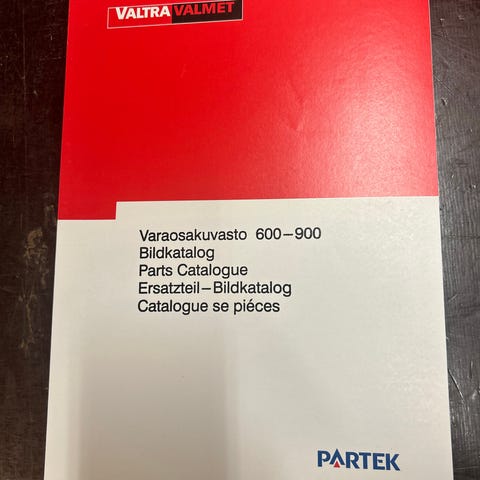 VALTRA VALMET
Varaosakuvasto 600–900
Bildkatalog
Parts Catalogue
Ersatzteil–Bildkatalog
Catalogue se piéces
PARTEK